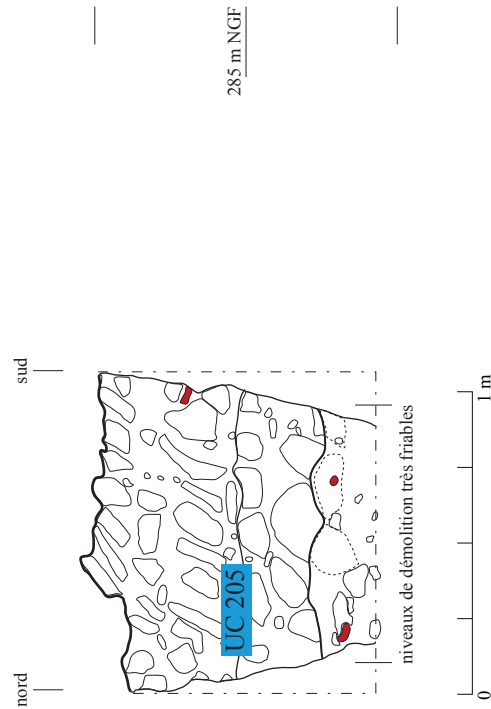 nord
sud
285 m NGF
UC 205
niveaux de démolition très friables
0
1 m